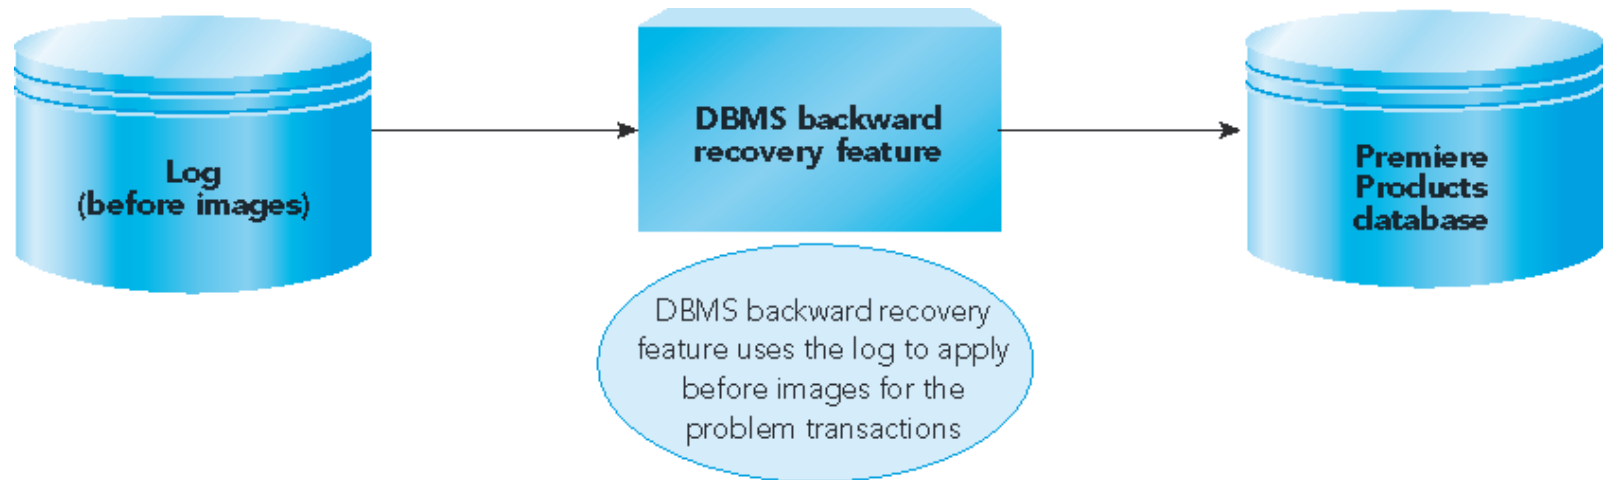 Log
(before images)
DBMS backward
recovery feature
Premiere
Products
database
DBMS backward recovery
feature uses the log to apply
before images for the
problem transactions